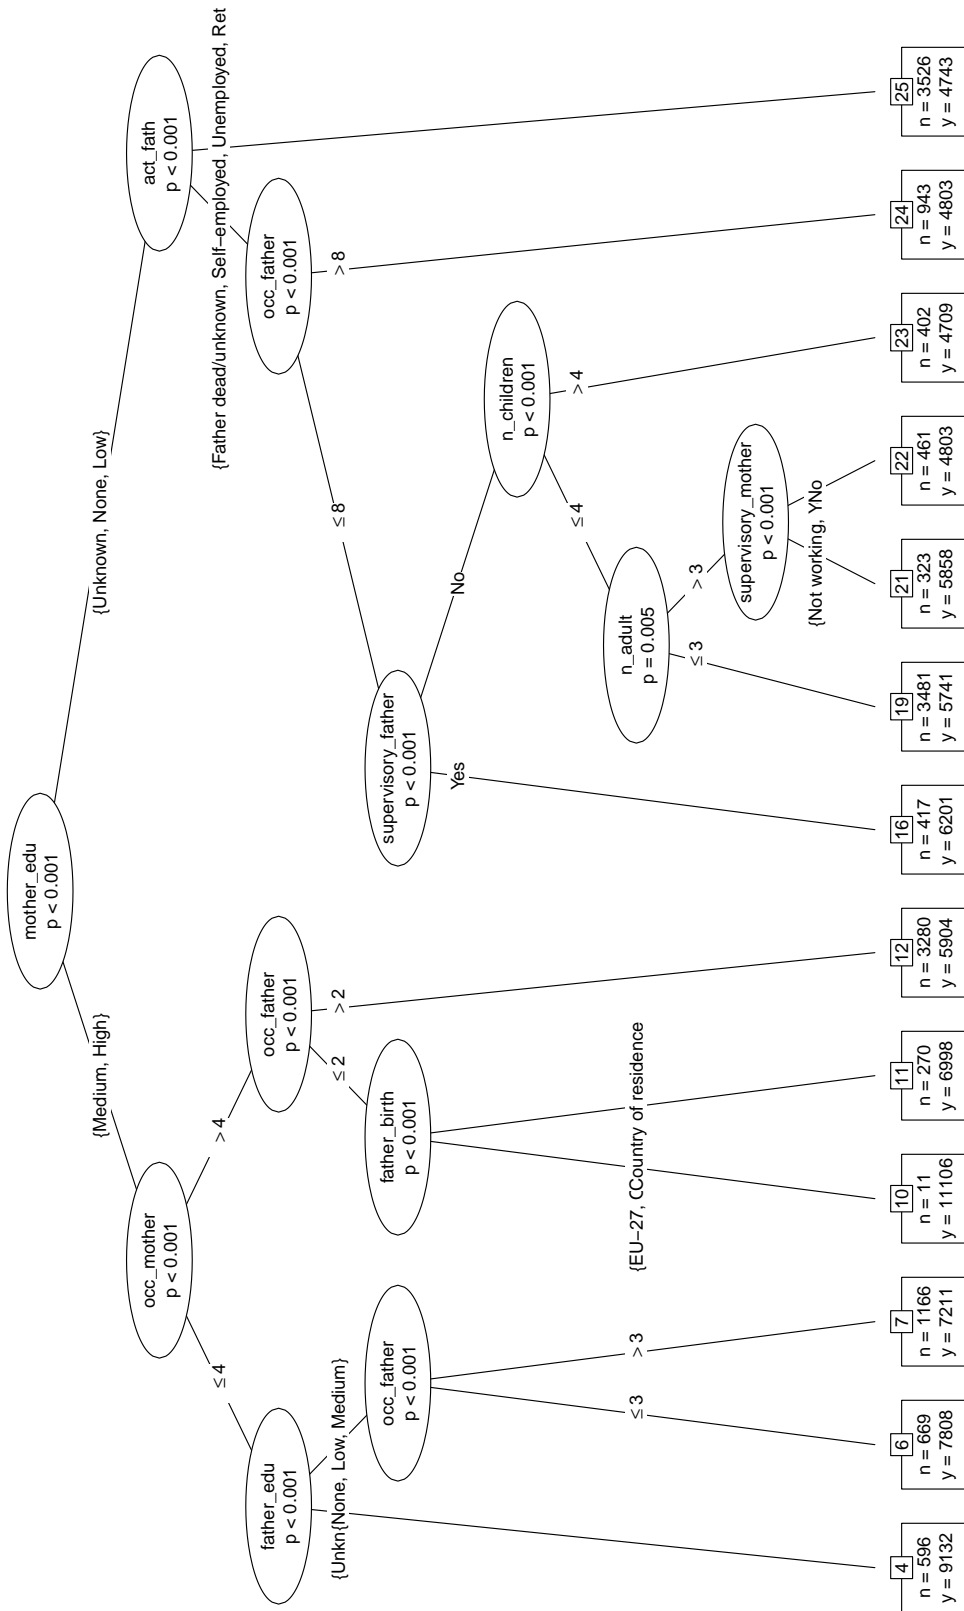 mother_edu
p < 0.001
{Medium, High}
{Unknown, None, Low}
occ_mother
p < 0.001
≤ 4
> 4
father_edu
p < 0.001
{Unkn{None, Low, Medium}
4
n = 596
y = 9132
occ_father
p < 0.001
≤ 3
> 3
6
n = 669
y = 7808
7
n = 1166
y = 7211
occ_father
p < 0.001
≤ 2
> 2
father_birth
p < 0.001
{EU−27, CCountry of residence
10
n = 11
y = 11106
11
n = 270
y = 6998
12
n = 3280
y = 5904
act_fath
p < 0.001
{Father dead/unknown, Self−employed, Unemployed, Ret
occ_father
p < 0.001
≤ 8
> 8
supervisory_father
p < 0.001
Yes
No
16
n = 417
y = 6201
n_children
p < 0.001
≤ 4
> 4
n_adult
p = 0.005
≤ 3
> 3
19
n = 3481
y = 5741
supervisory_mother
p < 0.001
{Not working, YNo
21
n = 323
y = 5858
22
n = 461
y = 4803
23
n = 402
y = 4709
24
n = 943
y = 4803
25
n = 3526
y = 4743